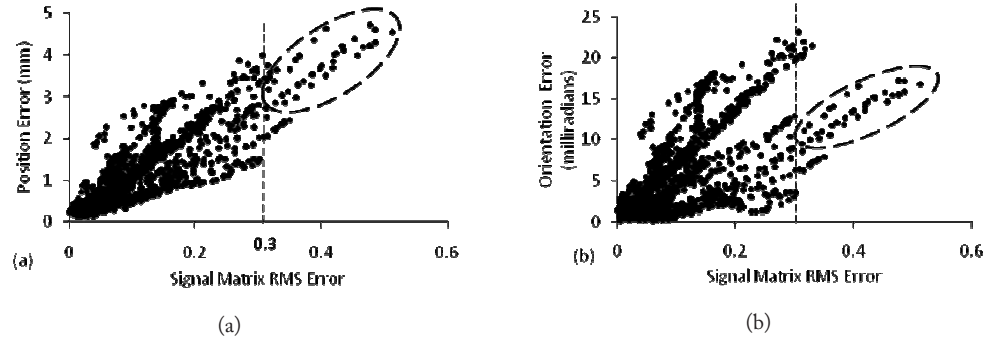 5
4
3
2
1
0
Position Error (mm)
0
0.2
0.3
0.4
0.6
Signal Matrix RMS Error
(a)
(a)
25
20
15
10
5
0
Orientation Error
(milliradians)
0
0.2
0.4
0.6
Signal Matrix RMS Error
(b)
(b)